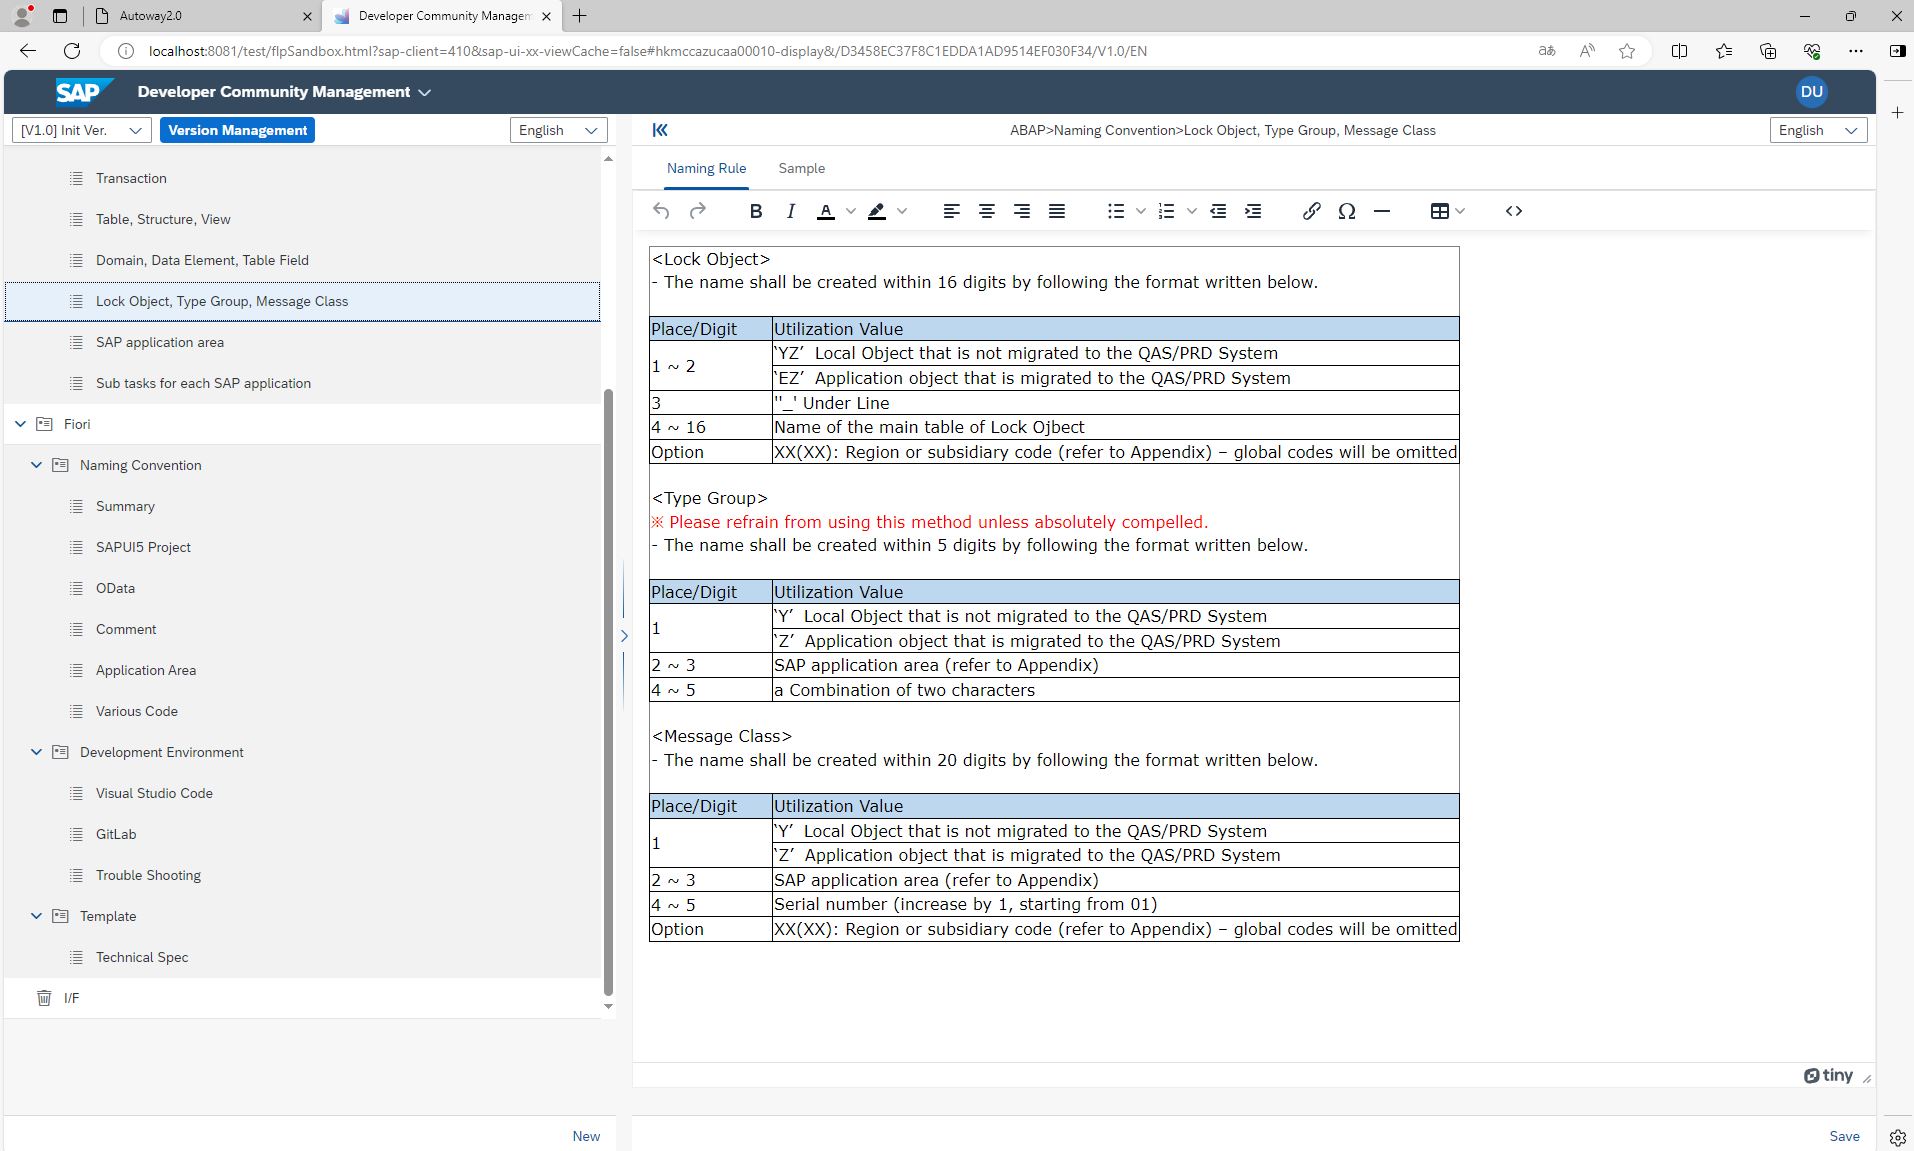 Autoway2.0
Developer Community Managem
localhost:8081/test/flpSandbox.html?sap-client=410&sap-ui-xx-viewCache=false#hkmccazucaa00010-display&/D3458EC37F8C1EDDA1AD9514EF030F34/V1.0/EN
SAP
Developer Community Management
DU
[V1.0] Init Ver.
Version Management
English
ABAP>Naming Convention>Lock Object, Type Group, Message Class
English
Transaction
Table, Structure, View
Domain, Data Element, Table Field
Lock Object, Type Group, Message Class
SAP application area
Sub tasks for each SAP application
Fiori
Naming Convention
Summary
SAPUI5 Project
OData
Comment
Application Area
Various Code
Development Environment
Visual Studio Code
GitLab
Trouble Shooting
Template
Technical Spec
I/F
New
Naming Rule
Sample
<Lock Object>
- The name shall be created within 16 digits by following the format written below.
Place/Digit Utilization Value
1 ~ 2
‘YZ’ Local Object that is not migrated to the QAS/PRD System
‘EZ’ Application object that is migrated to the QAS/PRD System
3 "_' Under Line
4 ~ 16 Name of the main table of Lock Ojbect
Option XX(XX): Region or subsidiary code (refer to Appendix) – global codes will be omitted
<Type Group>
※ Please refrain from using this method unless absolutely compelled.
- The name shall be created within 5 digits by following the format written below.
Place/Digit Utilization Value
1
‘Y’ Local Object that is not migrated to the QAS/PRD System
‘Z’ Application object that is migrated to the QAS/PRD System
2 ~ 3 SAP application area (refer to Appendix)
4 ~ 5 a Combination of two characters
<Message Class>
- The name shall be created within 20 digits by following the format written below.
Place/Digit Utilization Value
1
‘Y’ Local Object that is not migrated to the QAS/PRD System
‘Z’ Application object that is migrated to the QAS/PRD System
2 ~ 3 SAP application area (refer to Appendix)
4 ~ 5 Serial number (increase by 1, starting from 01)
Option XX(XX): Region or subsidiary code (refer to Appendix) – global codes will be omitted
tiny
Save